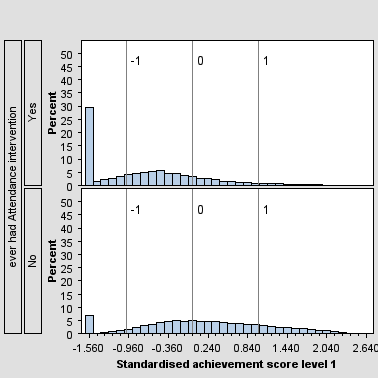 ever had Attendance intervention
Yes
Percent
50
45
40
35
30
25
20
15
10
5
0
-1 0 1
No
Percent
50
45
40
35
30
25
20
15
10
5
0
-1 0 1
-1.560 -0.960 -0.360 0.240 0.840 1.440 2.040 2.640
Standardised achievement score level 1